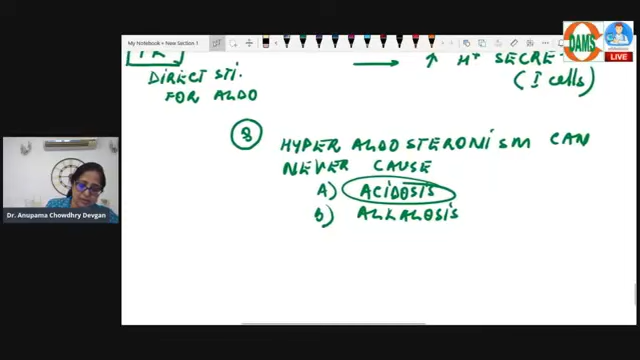 My Notebook > New Section 1
DAMS
LIVE
DIRECT STI.
FOR ALDO
↑ H+ SECRE
(I cells)
8
HYPER ALDOSTERONISM CAN
NEVER CAUSE
A) ACIDOSIS
B) ALKALOSIS
Dr. Anupama Chowdhry Devgan